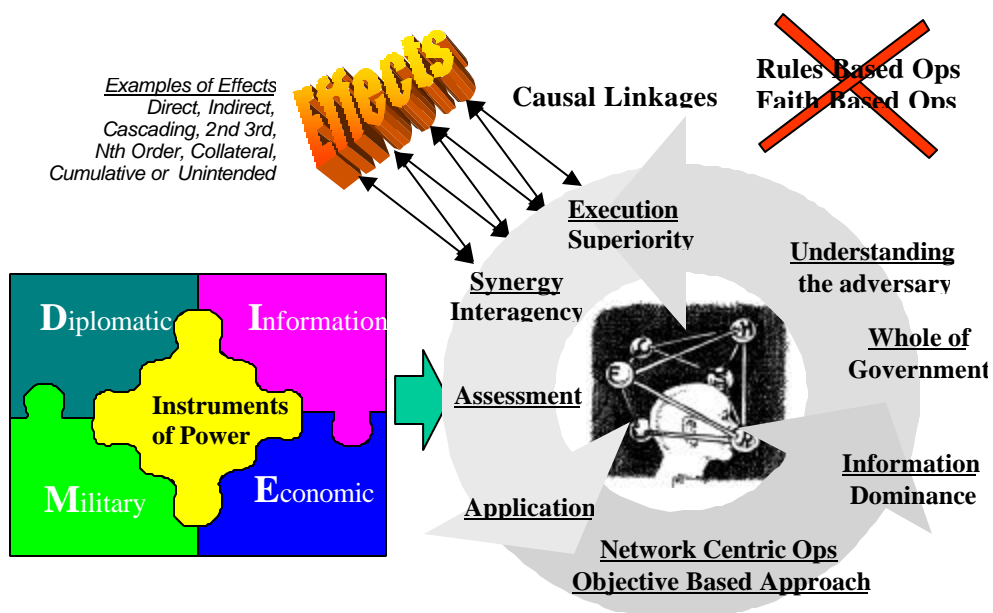 Examples of Effects
Direct, Indirect,
Cascading, 2nd 3rd,
Nth Order, Collateral,
Cumulative or Unintended
Effects
Causal Linkages
Rules Based Ops
Faith Based Ops
Execution
Superiority
Understanding
the adversary
Synergy
Interagency
Whole of
Government
Assessment
Information
Dominance
Application
Network Centric Ops
Objective Based Approach
Diplomatic
Information
Instruments
of Power
Military
Economic
E
H
R